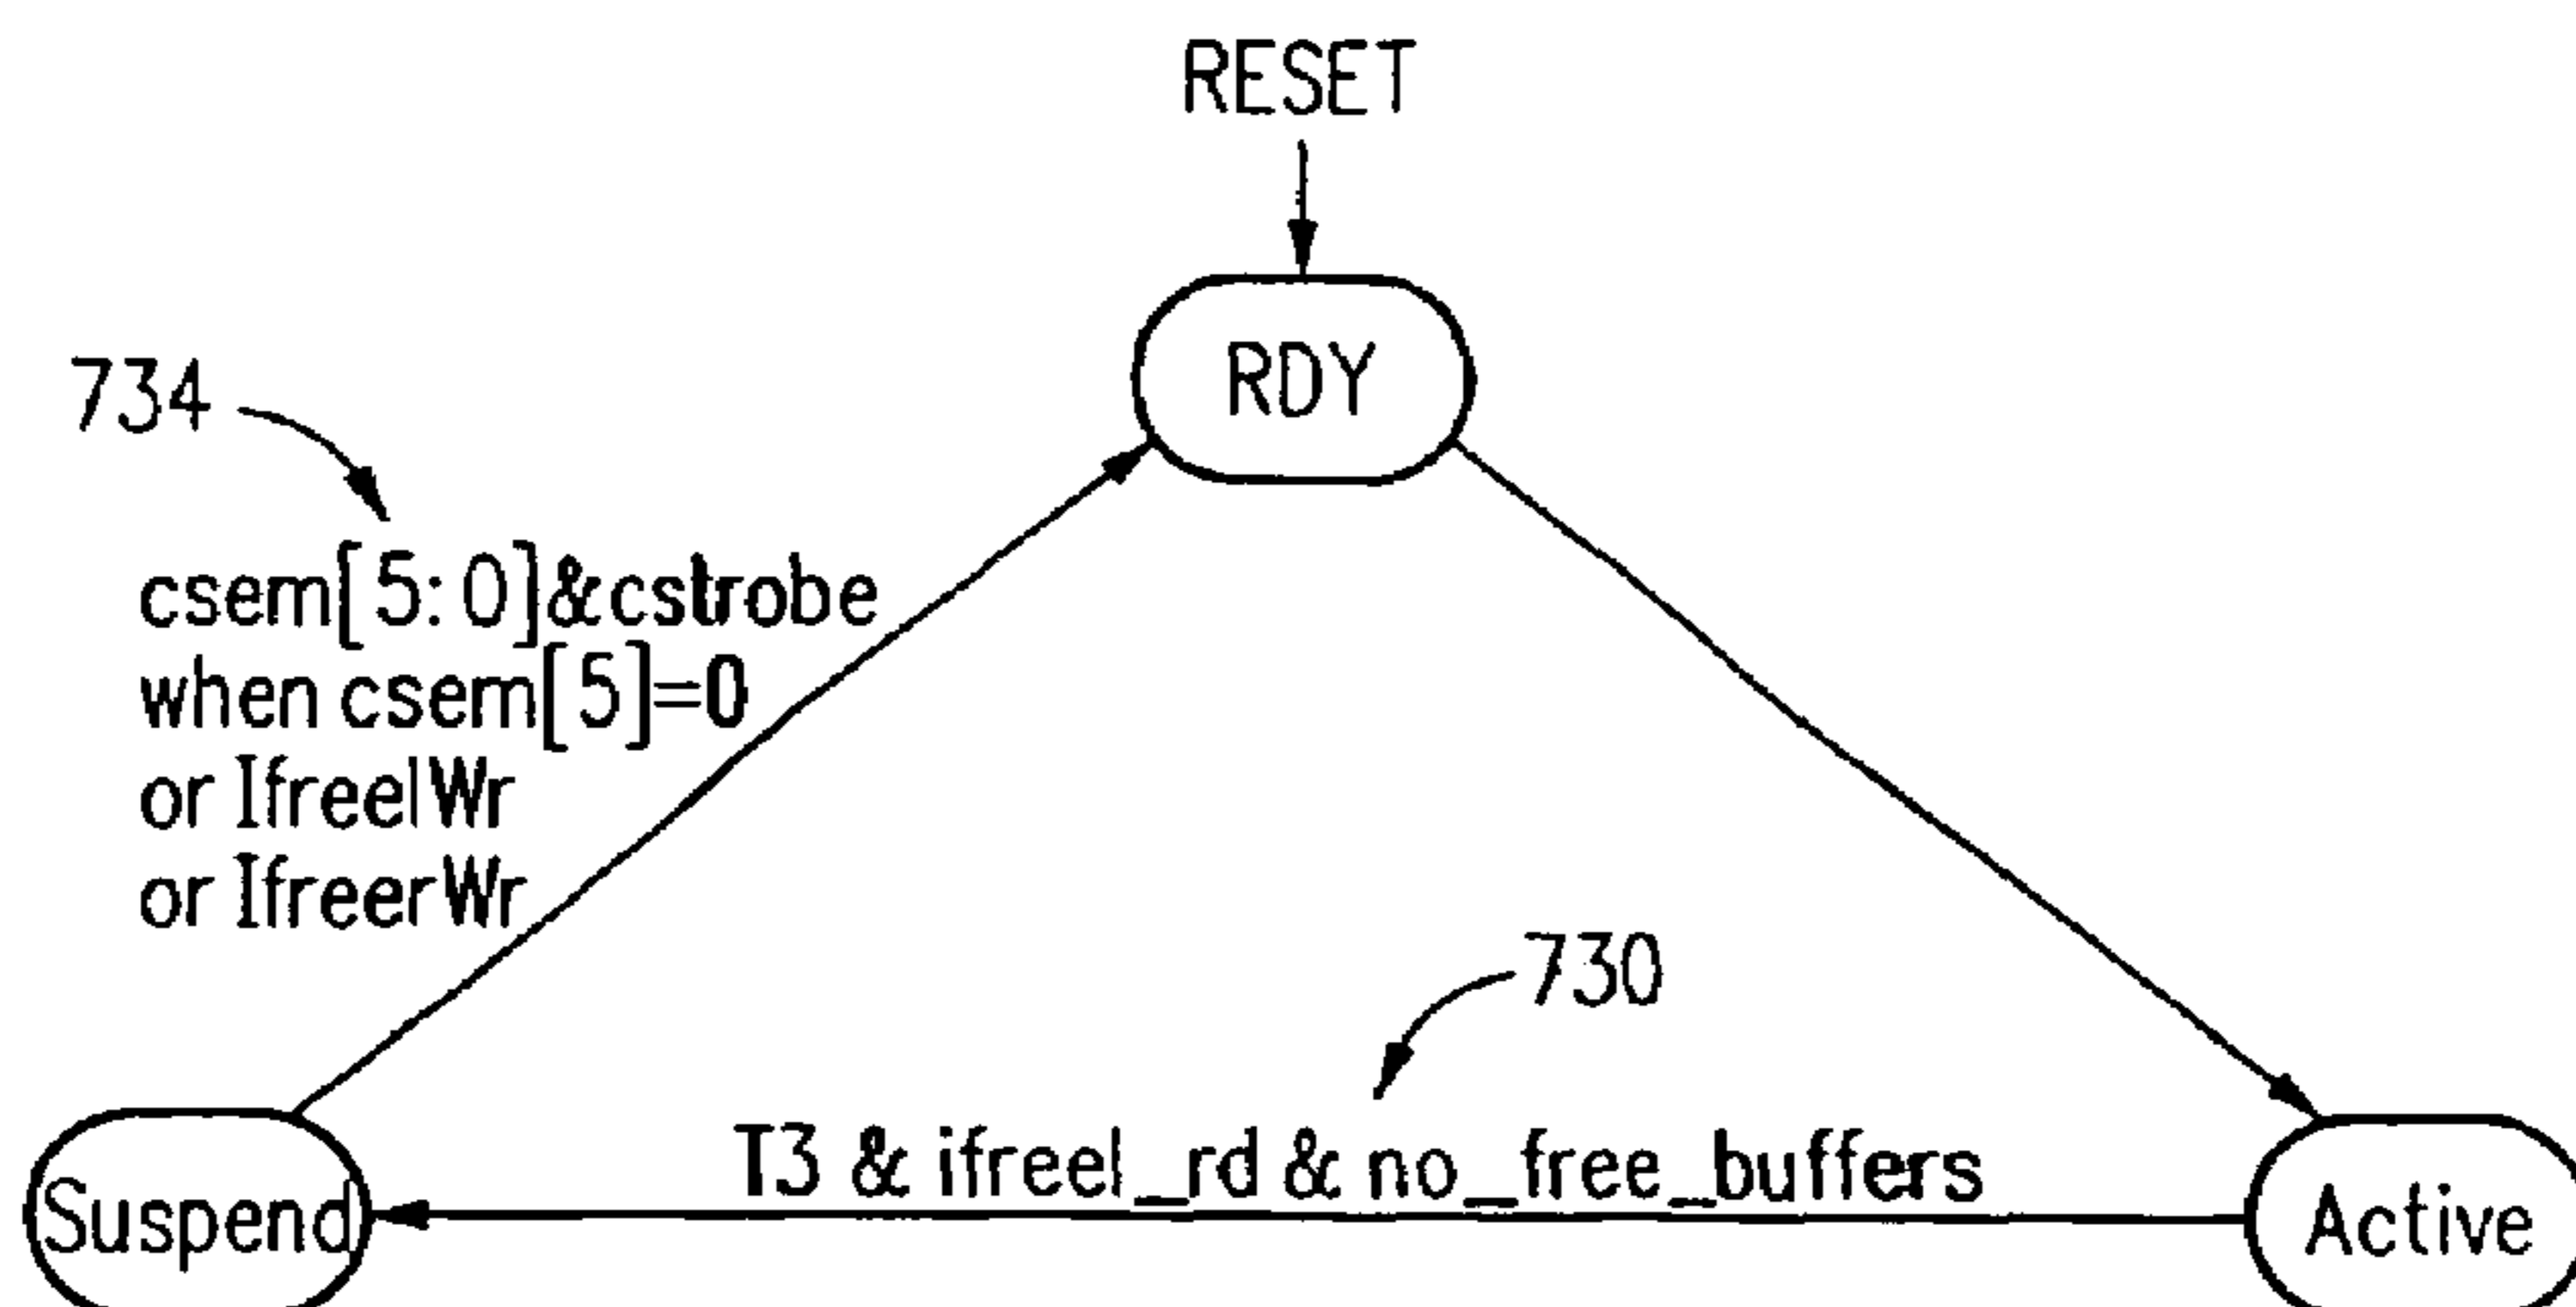 RESET
RDY
734
csem[5:0]&cstrobe
when csem[5]=0
or IfreelWr
or IfreerWr
730
T3 & ifreel_rd & no_free_buffers
Suspend
Active